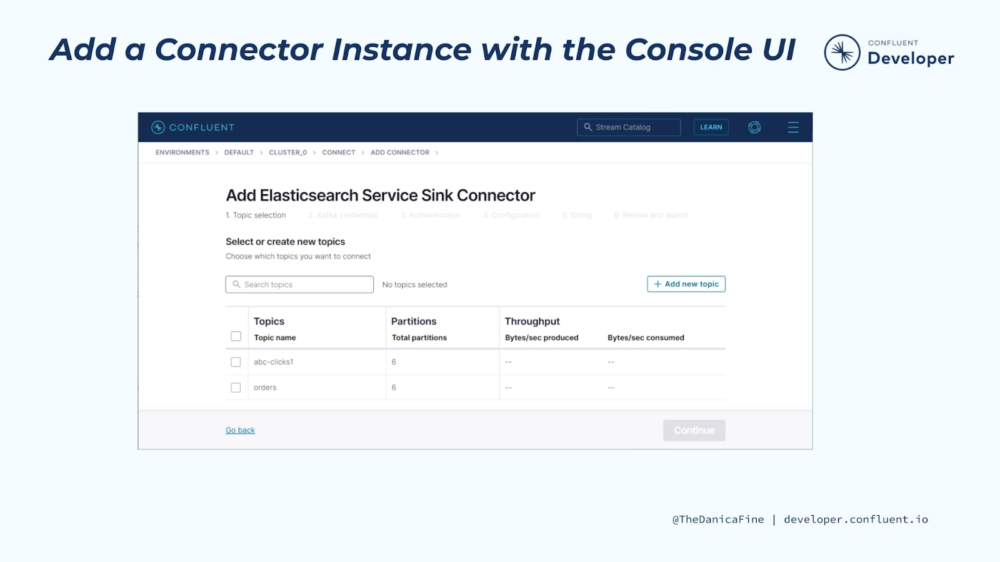 Add a Connector Instance with the Console UI
CONFLUENT
Developer
CONFLUENT
Stream Catalog
LEARN
ENVIRONMENTS > DEFAULT > CLUSTER_0 > CONNECT > ADD CONNECTOR >
Add Elasticsearch Service Sink Connector
1. Topic selection 2. Kafka credentials 3. Authentication 4. Configuration 5. Sizing 6. Review and launch
Select or create new topics
Choose which topics you want to connect
Search topics No topics selected + Add new topic
Topics Partitions Throughput
Topic name Total partitions Bytes/sec produced Bytes/sec consumed
abc-clicks1 6 -- --
orders 6 -- --
Go back Continue
@TheDanicaFine | developer.confluent.io